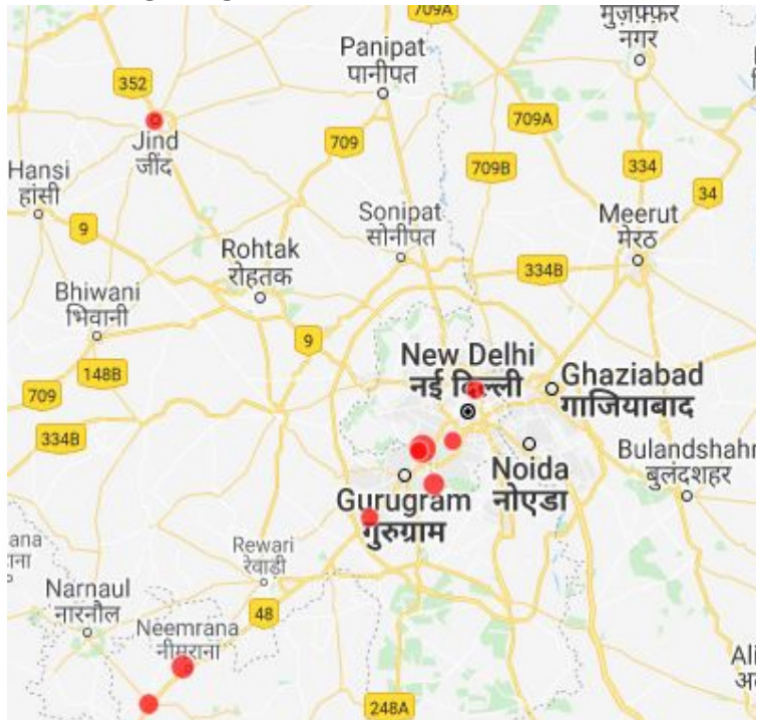 709A
मुज़फ़्फ़र
नगर
Panipat
पानीपत
352
709A
Jind
जींद
709
709B
334
34
Hansi
हांसी
9
Sonipat
सोनीपत
Meerut
मेरठ
Rohtak
रोहतक
334B
Bhiwani
भिवानी
9
148B
709
New Delhi
नई दिल्ली
Ghaziabad
गाजियाबाद
334B
Noida
नोएडा
Bulandshahr
बुलंदशहर
Gurugram
गुरुग्राम
Rewari
रेवाड़ी
Narnaul
नारनौल
48
Neemrana
नीमराना
248A